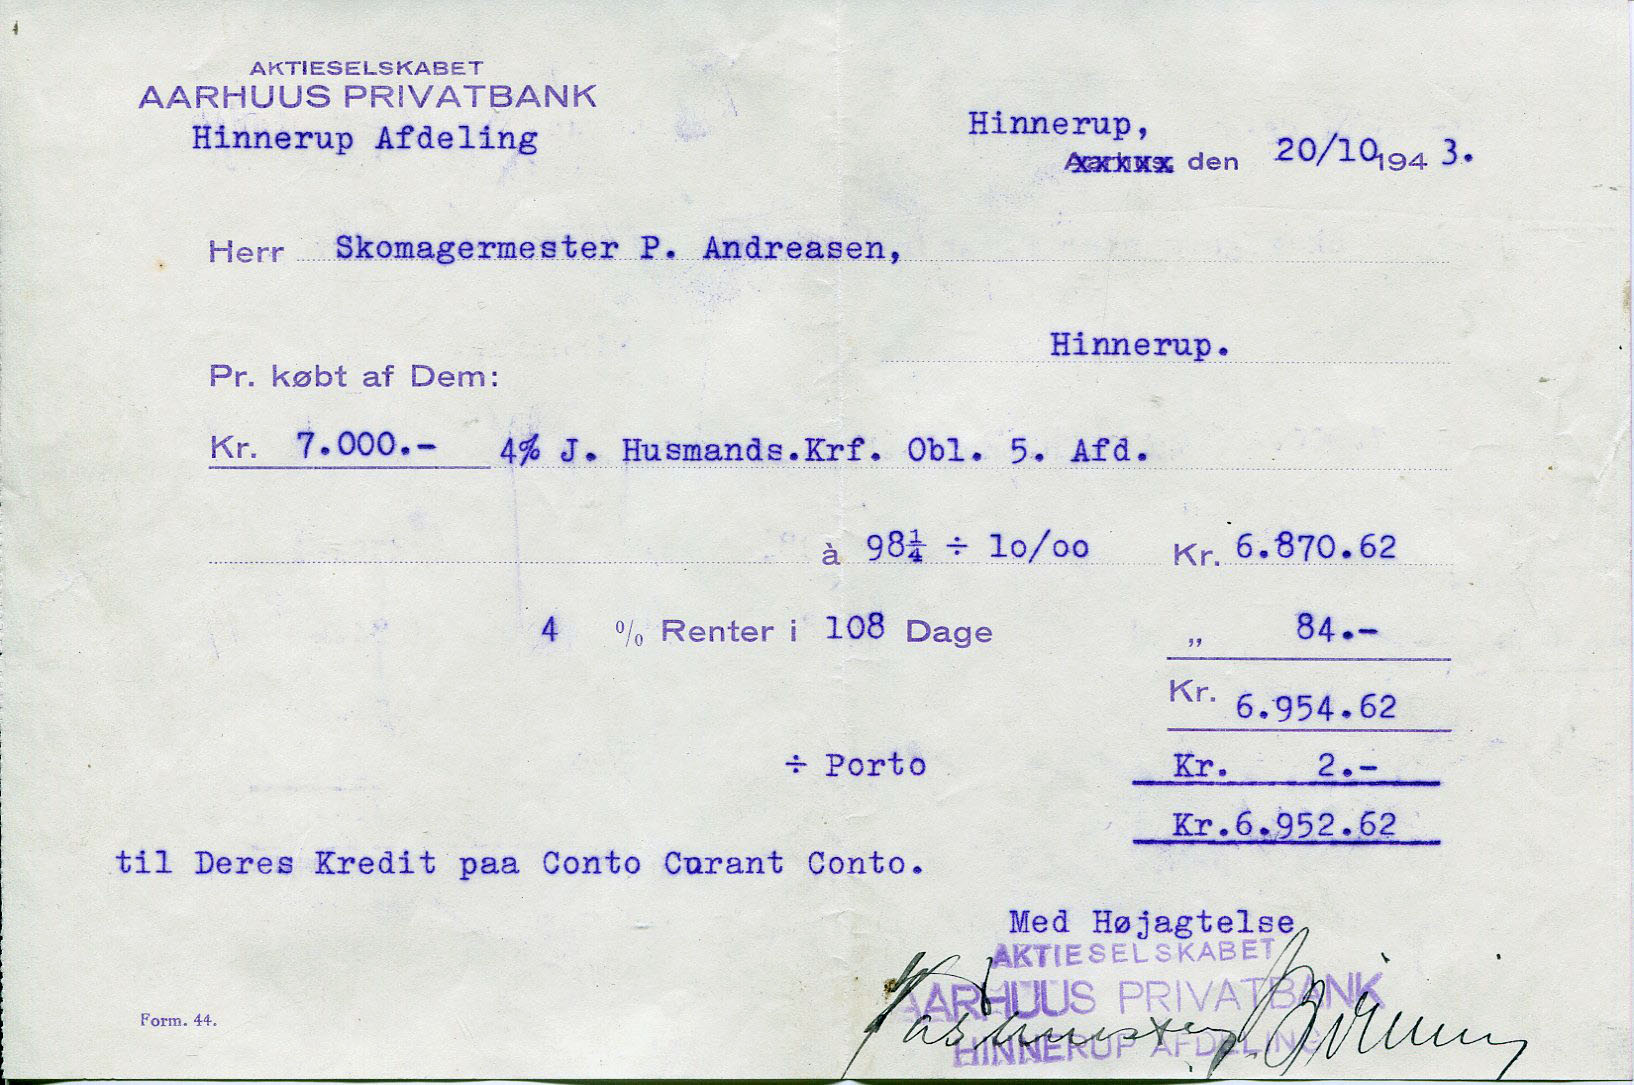 AKTIESELSKABET
AARHUUS PRIVATBANK
Hinnerup Afdeling
Hinnerup,
xxxxx den 20/10 1943.
Herr Skomagermester P. Andreasen,
Hinnerup.
Pr. købt af Dem:
Kr. 7.000.- 4% J. Husmands.Krf. Obl. 5. Afd.
à 98¼ ÷ 1o/oo Kr. 6.870.62
4 % Renter i 108 Dage „ 84.-
Kr. 6.954.62
÷ Porto Kr. 2.-
Kr.6.952.62
til Deres Kredit paa Conto Curant Conto.
Med Højagtelse
AKTIESELSKABET
AARHUUS PRIVATBANK
HINNERUP AFDELING
Form. 44.